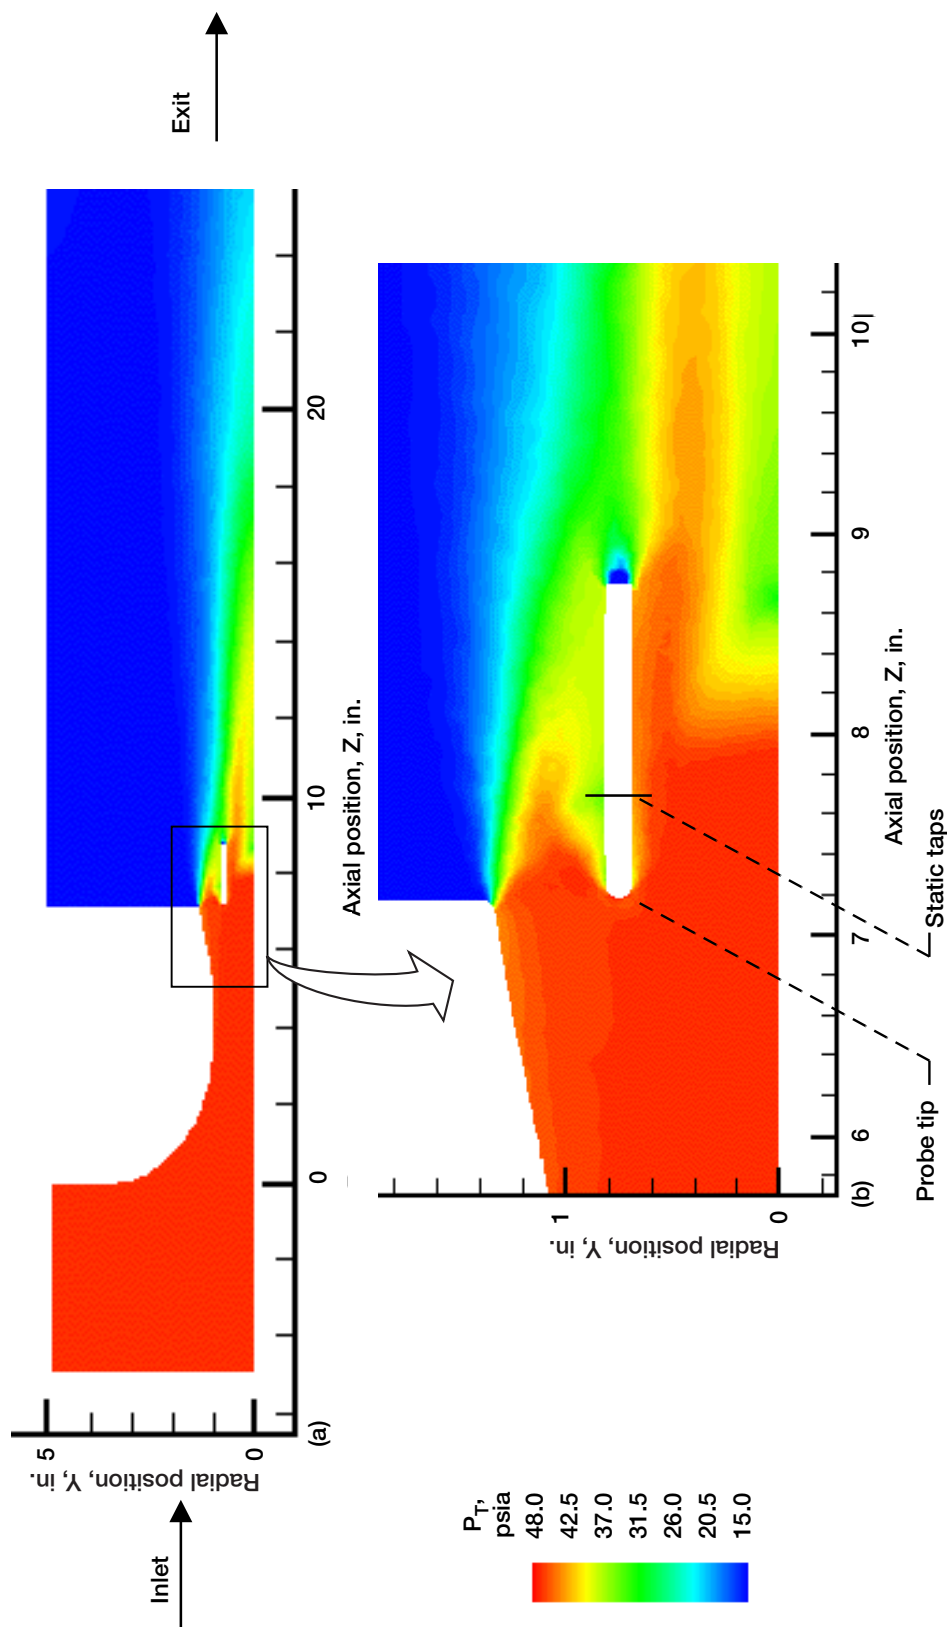 Inlet
Exit
Radial position, Y, in.
5
0
0
10
20
Axial position, Z, in.
(a)
P_T,
psia
48.0
42.5
37.0
31.5
26.0
20.5
15.0
Radial position, Y, in.
1
0
6
7
8
9
10
Axial position, Z, in.
(b)
Probe tip
Static taps